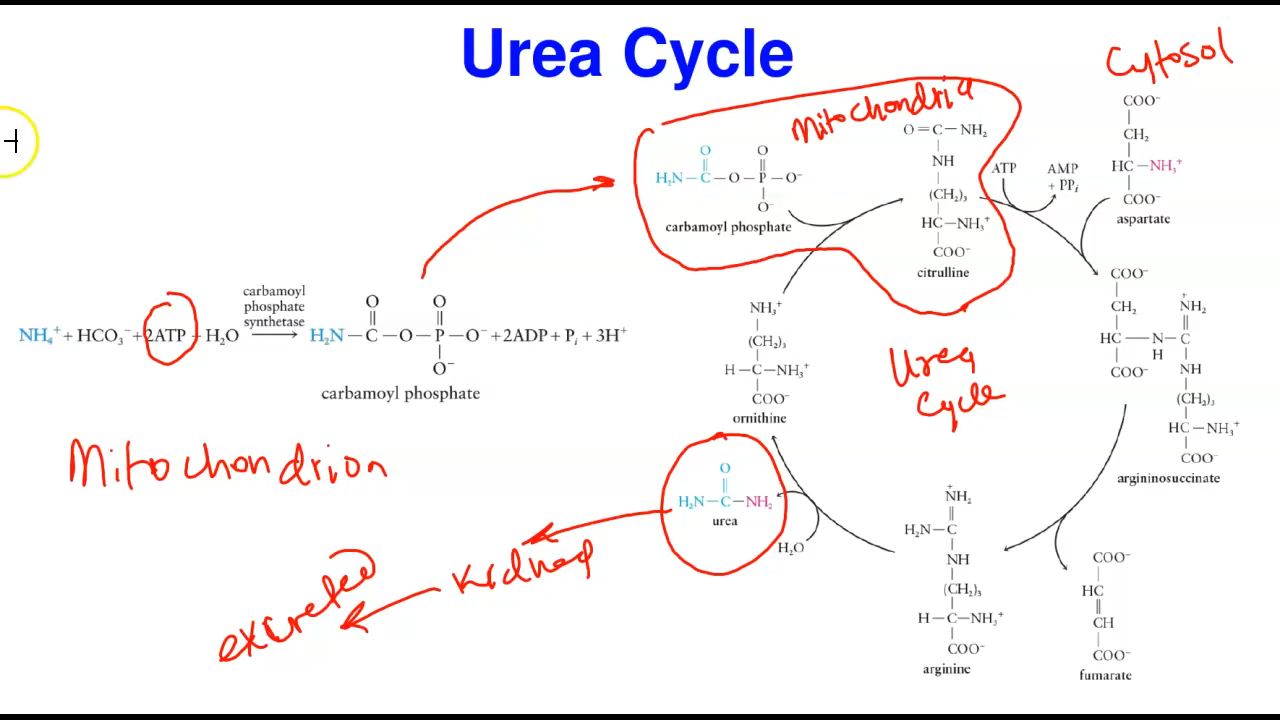 Urea Cycle
Cytosol
Mitochondria
COO⁻
CH₂
HC—NH₃⁺
COO⁻
aspartate
O
H₂N—C—O—P—O⁻
O
O⁻
carbamoyl phosphate
O=C—NH₂
NH
(CH₂)₃
HC—NH₃⁺
COO⁻
citrulline
ATP
AMP
+ PPᵢ
carbamoyl
phosphate
synthetase
NH₄⁺ + HCO₃⁻ + 2ATP + H₂O
O
O
H₂N—C—O—P—O⁻ + 2ADP + Pᵢ + 3H⁺
O⁻
carbamoyl phosphate
Mitochondrion
NH₃⁺
(CH₂)₃
H—C—NH₃⁺
COO⁻
ornithine
Urea
Cycle
COO⁻
CH₂
HC—N—C
H
COO⁻
⁺NH₂
NH
(CH₂)₃
HC—NH₃⁺
COO⁻
argininosuccinate
O
H₂N—C—NH₂
urea
H₂O
Kidney
excreted
⁺NH₂
H₂N—C
NH
(CH₂)₃
H—C—NH₃⁺
COO⁻
arginine
COO⁻
HC
CH
COO⁻
fumarate